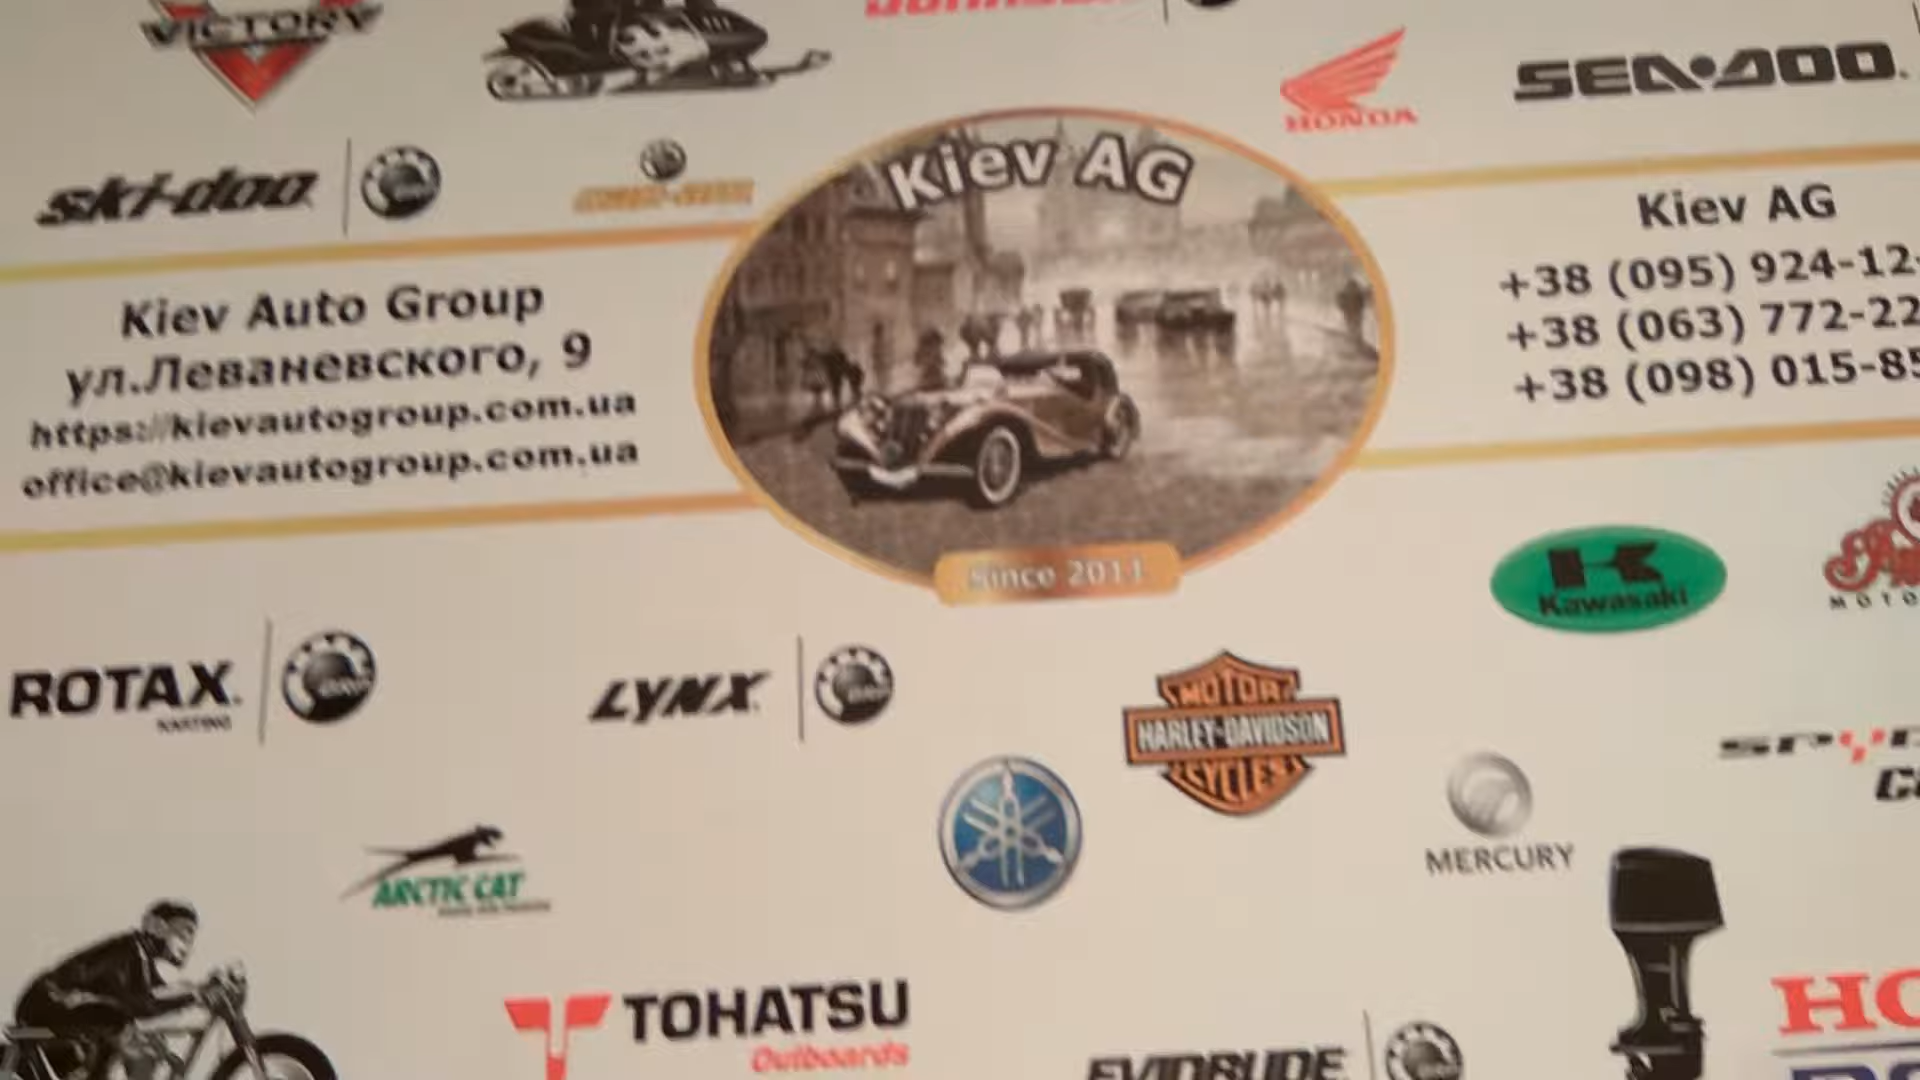 VICTORY
HONDA
SEA-DOO
ski-doo
Kiev AG
Kiev Auto Group
ул.Леваневского, 9
https://kievautogroup.com.ua
office@kievautogroup.com.ua
Kiev AG
+38 (095) 924-12-
+38 (063) 772-22
+38 (098) 015-85
Since 2011
Kawasaki
MOTO
ROTAX
KARTING
LYNX
MOTOR
HARLEY-DAVIDSON
CYCLES
MERCURY
ARCTIC CAT
TOHATSU
Outboards
EVINRUDE